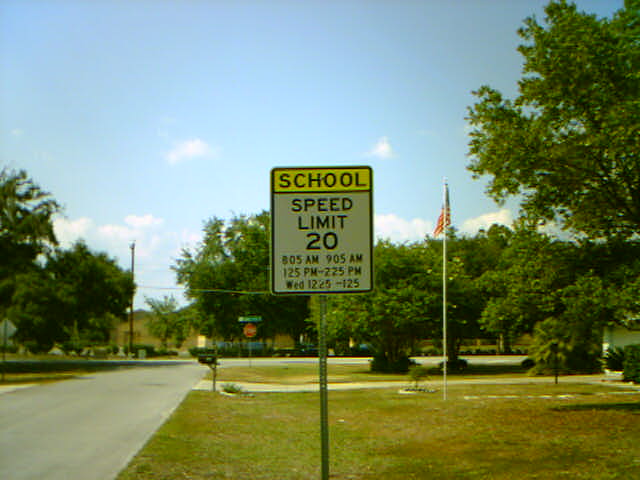 SCHOOL
SPEED
LIMIT
20
805 AM 905 AM
125 PM-225 PM
Wed 1225-125